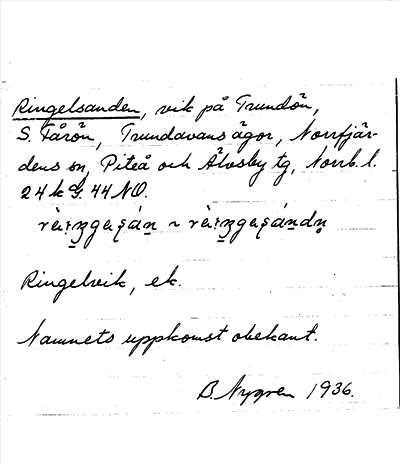 Ringelsanden, vik på Trundön,
S. Fårön, Trundavans ägor, Norrfjär-
dens sn, Piteå och Älvsby tg, Norrb. l.
24 k G. 44 NO.
Ringelvik, ek.
Namnets uppkomst obekant.
B. Nygren 1936.